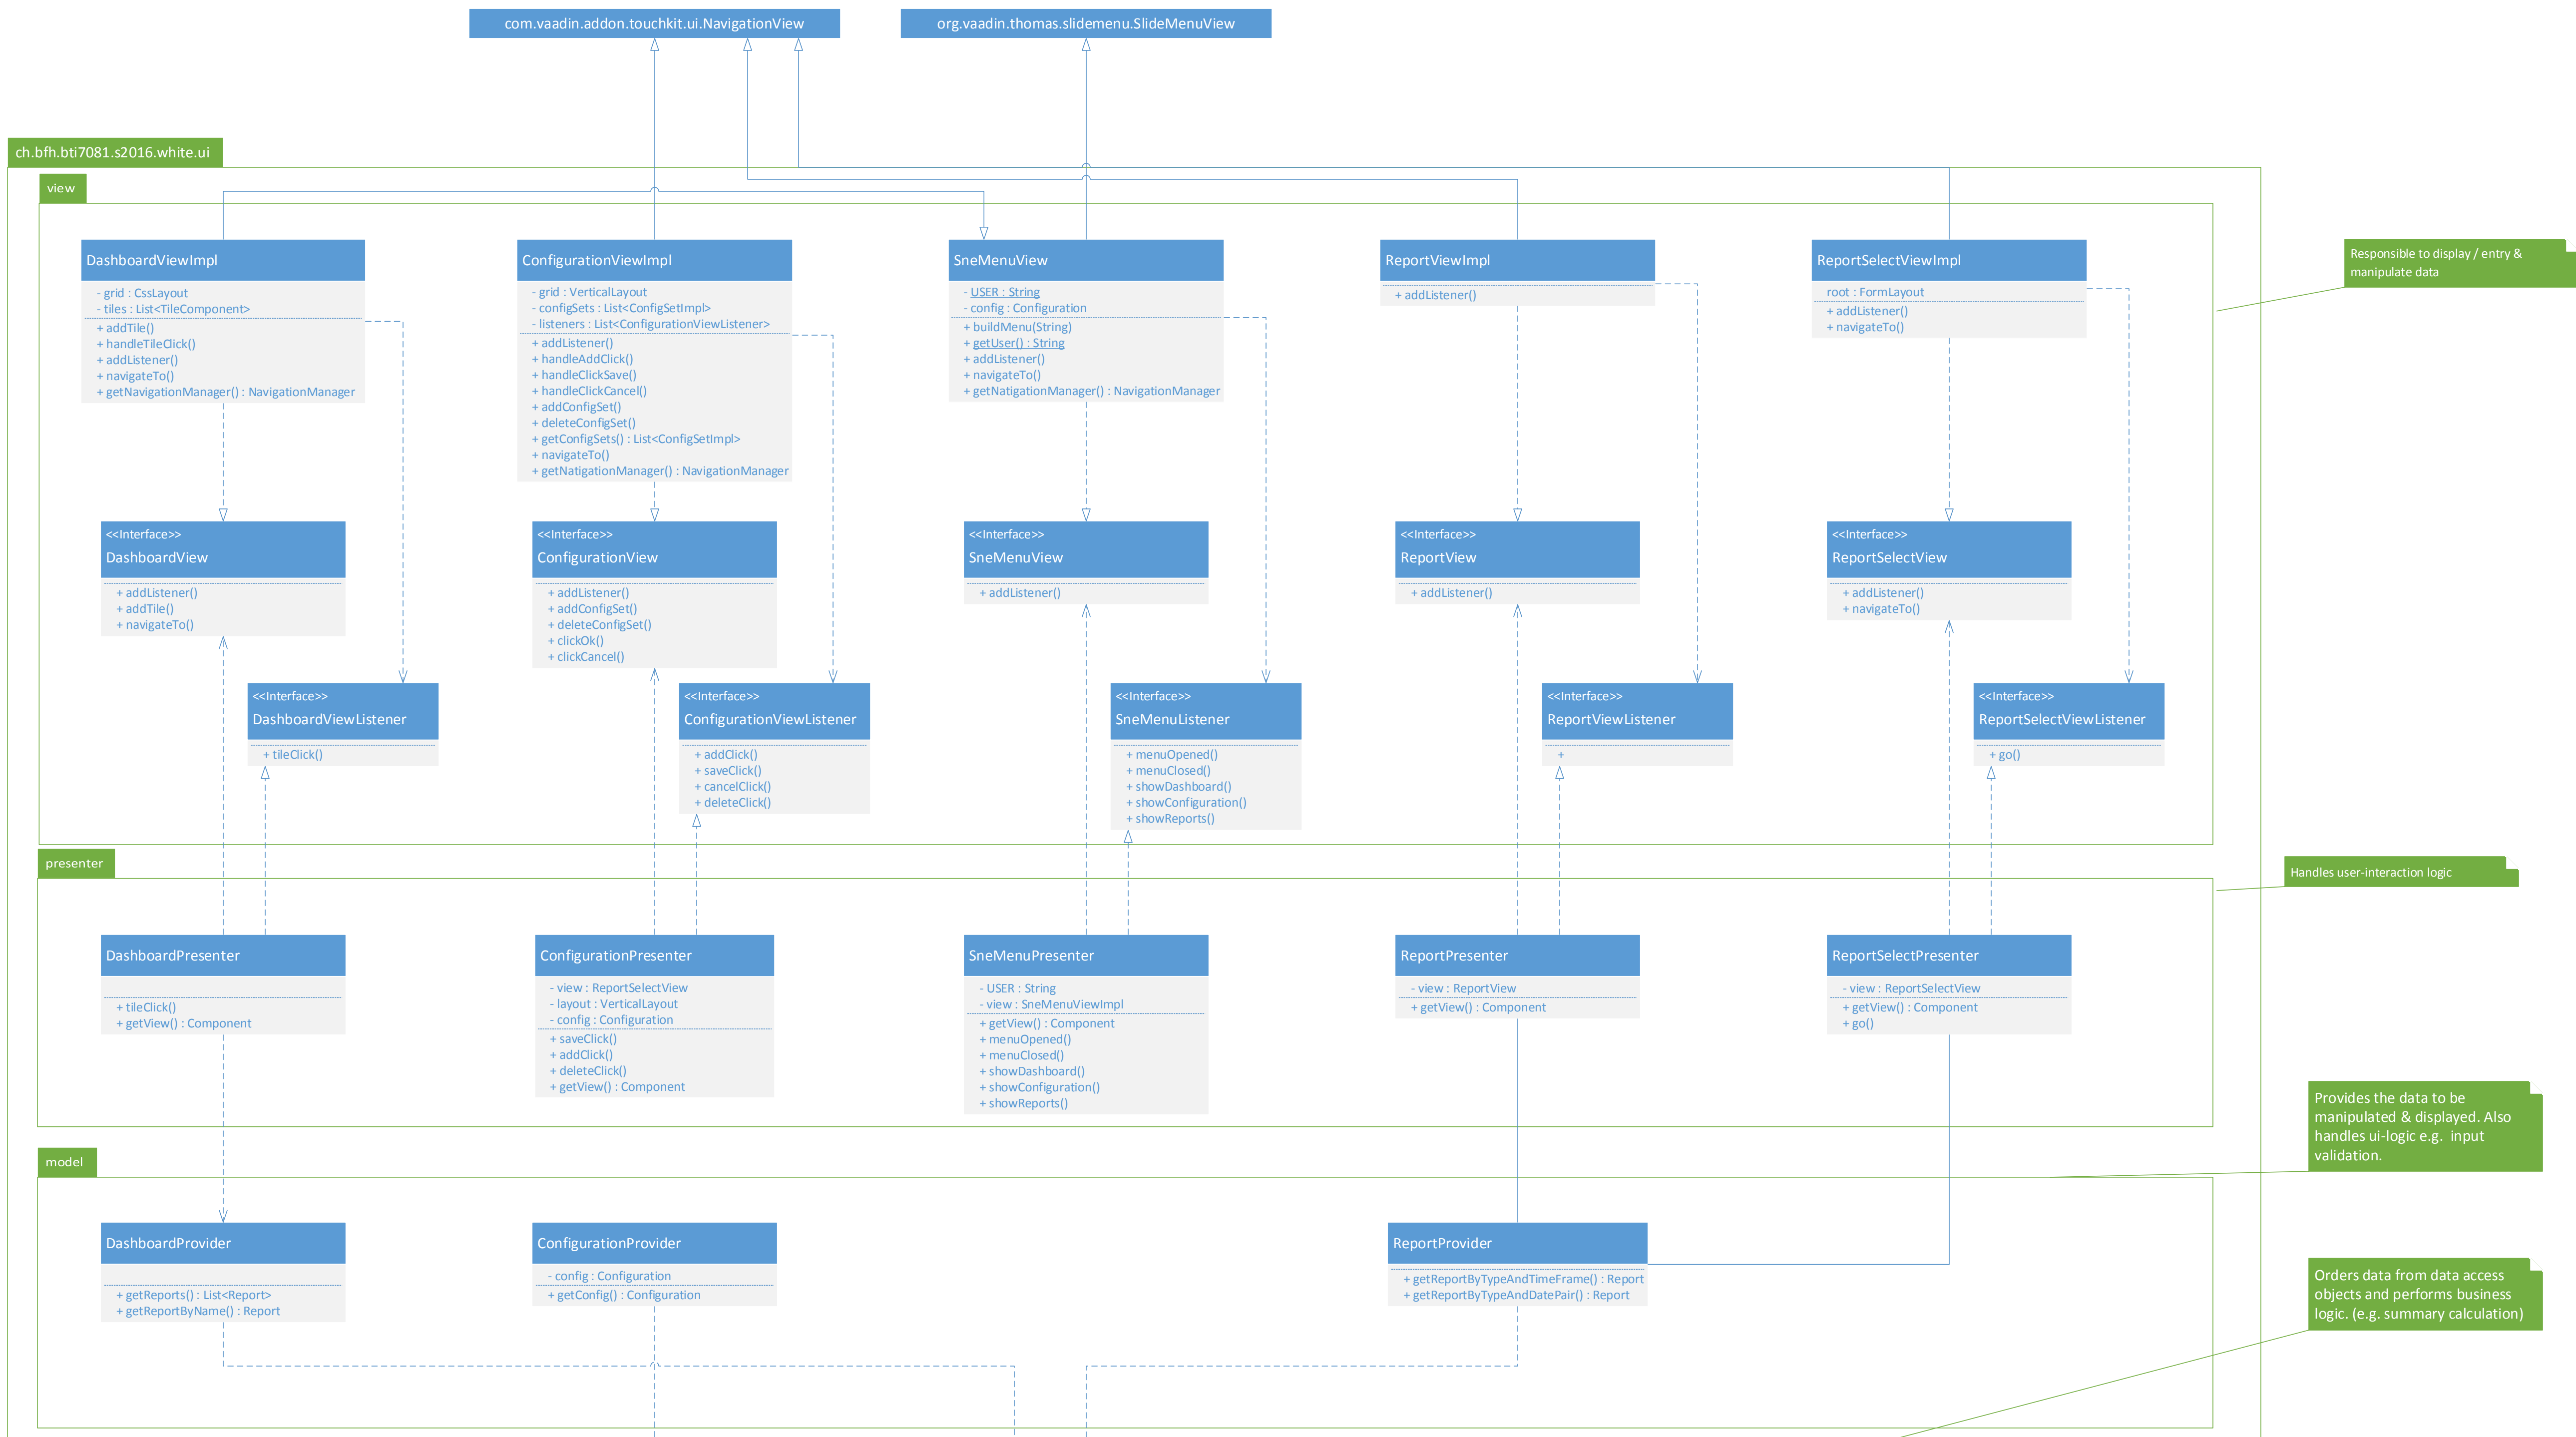 com.vaadin.addon.touchkit.ui.NavigationView
org.vaadin.thomas.slidemenu.SlideMenuView
ch.bfh.bti7081.s2016.white.ui
view
DashboardViewImpl
- grid : CssLayout
- tiles : List<TileComponent>
+ addTile()
+ handleTileClick()
+ addListener()
+ navigateTo()
+ getNavigationManager() : NavigationManager
ConfigurationViewImpl
- grid : VerticalLayout
- configSets : List<ConfigSetImpl>
- listeners : List<ConfigurationViewListener>
+ addListener()
+ handleAddClick()
+ handleClickSave()
+ handleClickCancel()
+ addConfigSet()
+ deleteConfigSet()
+ getConfigSets() : List<ConfigSetImpl>
+ navigateTo()
+ getNatigationManager() : NavigationManager
SneMenuView
- USER : String
- config : Configuration
+ buildMenu(String)
+ getUser() : String
+ addListener()
+ navigateTo()
+ getNatigationManager() : NavigationManager
ReportViewImpl
+ addListener()
ReportSelectViewImpl
root : FormLayout
+ addListener()
+ navigateTo()
Responsible to display / entry &
manipulate data
<<Interface>>
DashboardView
+ addListener()
+ addTile()
+ navigateTo()
<<Interface>>
ConfigurationView
+ addListener()
+ addConfigSet()
+ deleteConfigSet()
+ clickOk()
+ clickCancel()
<<Interface>>
SneMenuView
+ addListener()
<<Interface>>
ReportView
+ addListener()
<<Interface>>
ReportSelectView
+ addListener()
+ navigateTo()
<<Interface>>
DashboardViewListener
+ tileClick()
<<Interface>>
ConfigurationViewListener
+ addClick()
+ saveClick()
+ cancelClick()
+ deleteClick()
<<Interface>>
SneMenuListener
+ menuOpened()
+ menuClosed()
+ showDashboard()
+ showConfiguration()
+ showReports()
<<Interface>>
ReportViewListener
+
<<Interface>>
ReportSelectViewListener
+ go()
presenter
Handles user-interaction logic
DashboardPresenter
+ tileClick()
+ getView() : Component
ConfigurationPresenter
- view : ReportSelectView
- layout : VerticalLayout
- config : Configuration
+ saveClick()
+ addClick()
+ deleteClick()
+ getView() : Component
SneMenuPresenter
- USER : String
- view : SneMenuViewImpl
+ getView() : Component
+ menuOpened()
+ menuClosed()
+ showDashboard()
+ showConfiguration()
+ showReports()
ReportPresenter
- view : ReportView
+ getView() : Component
ReportSelectPresenter
- view : ReportSelectView
+ getView() : Component
+ go()
Provides the data to be
manipulated & displayed. Also
handles ui-logic e.g. input
validation.
model
DashboardProvider
+ getReports() : List<Report>
+ getReportByName() : Report
ConfigurationProvider
- config : Configuration
+ getConfig() : Configuration
ReportProvider
+ getReportByTypeAndTimeFrame() : Report
+ getReportByTypeAndDatePair() : Report
Orders data from data access
objects and performs business
logic. (e.g. summary calculation)